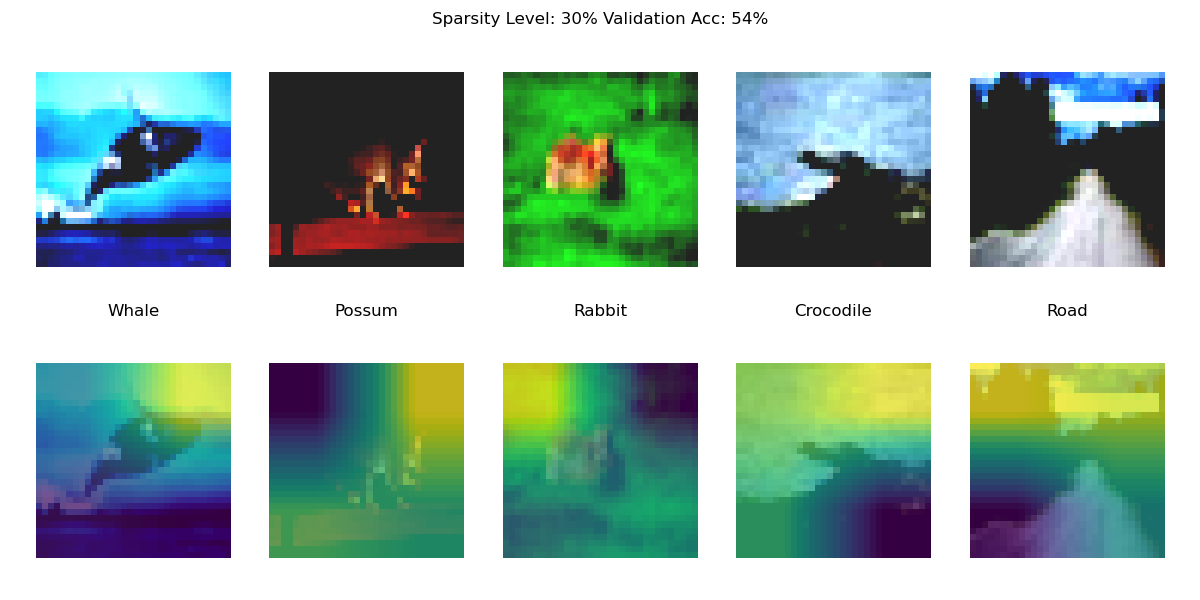 Sparsity Level: 30% Validation Acc: 54%
Whale
Possum
Rabbit
Crocodile
Road